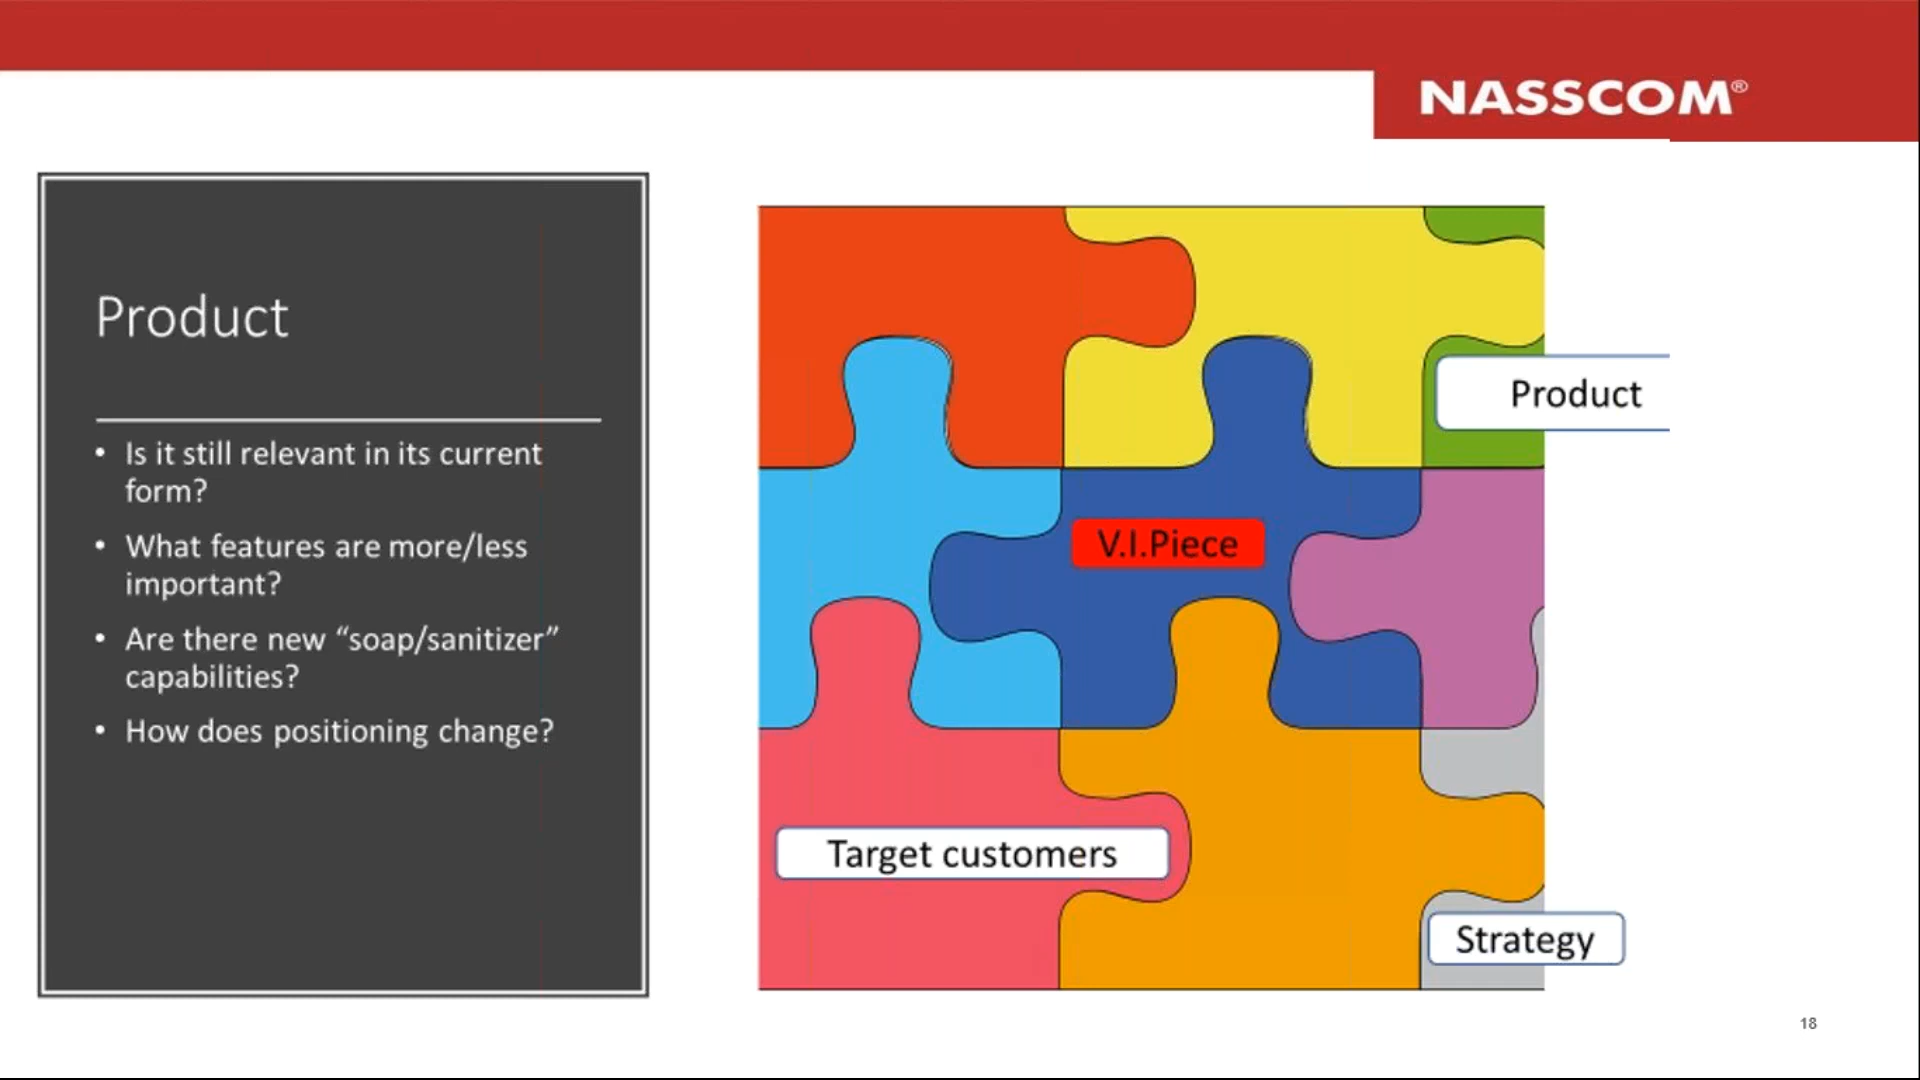 NASSCOM®
Product
• Is it still relevant in its current
form?
• What features are more/less
important?
• Are there new “soap/sanitizer”
capabilities?
• How does positioning change?
Product
V.I.Piece
Target customers
Strategy
18